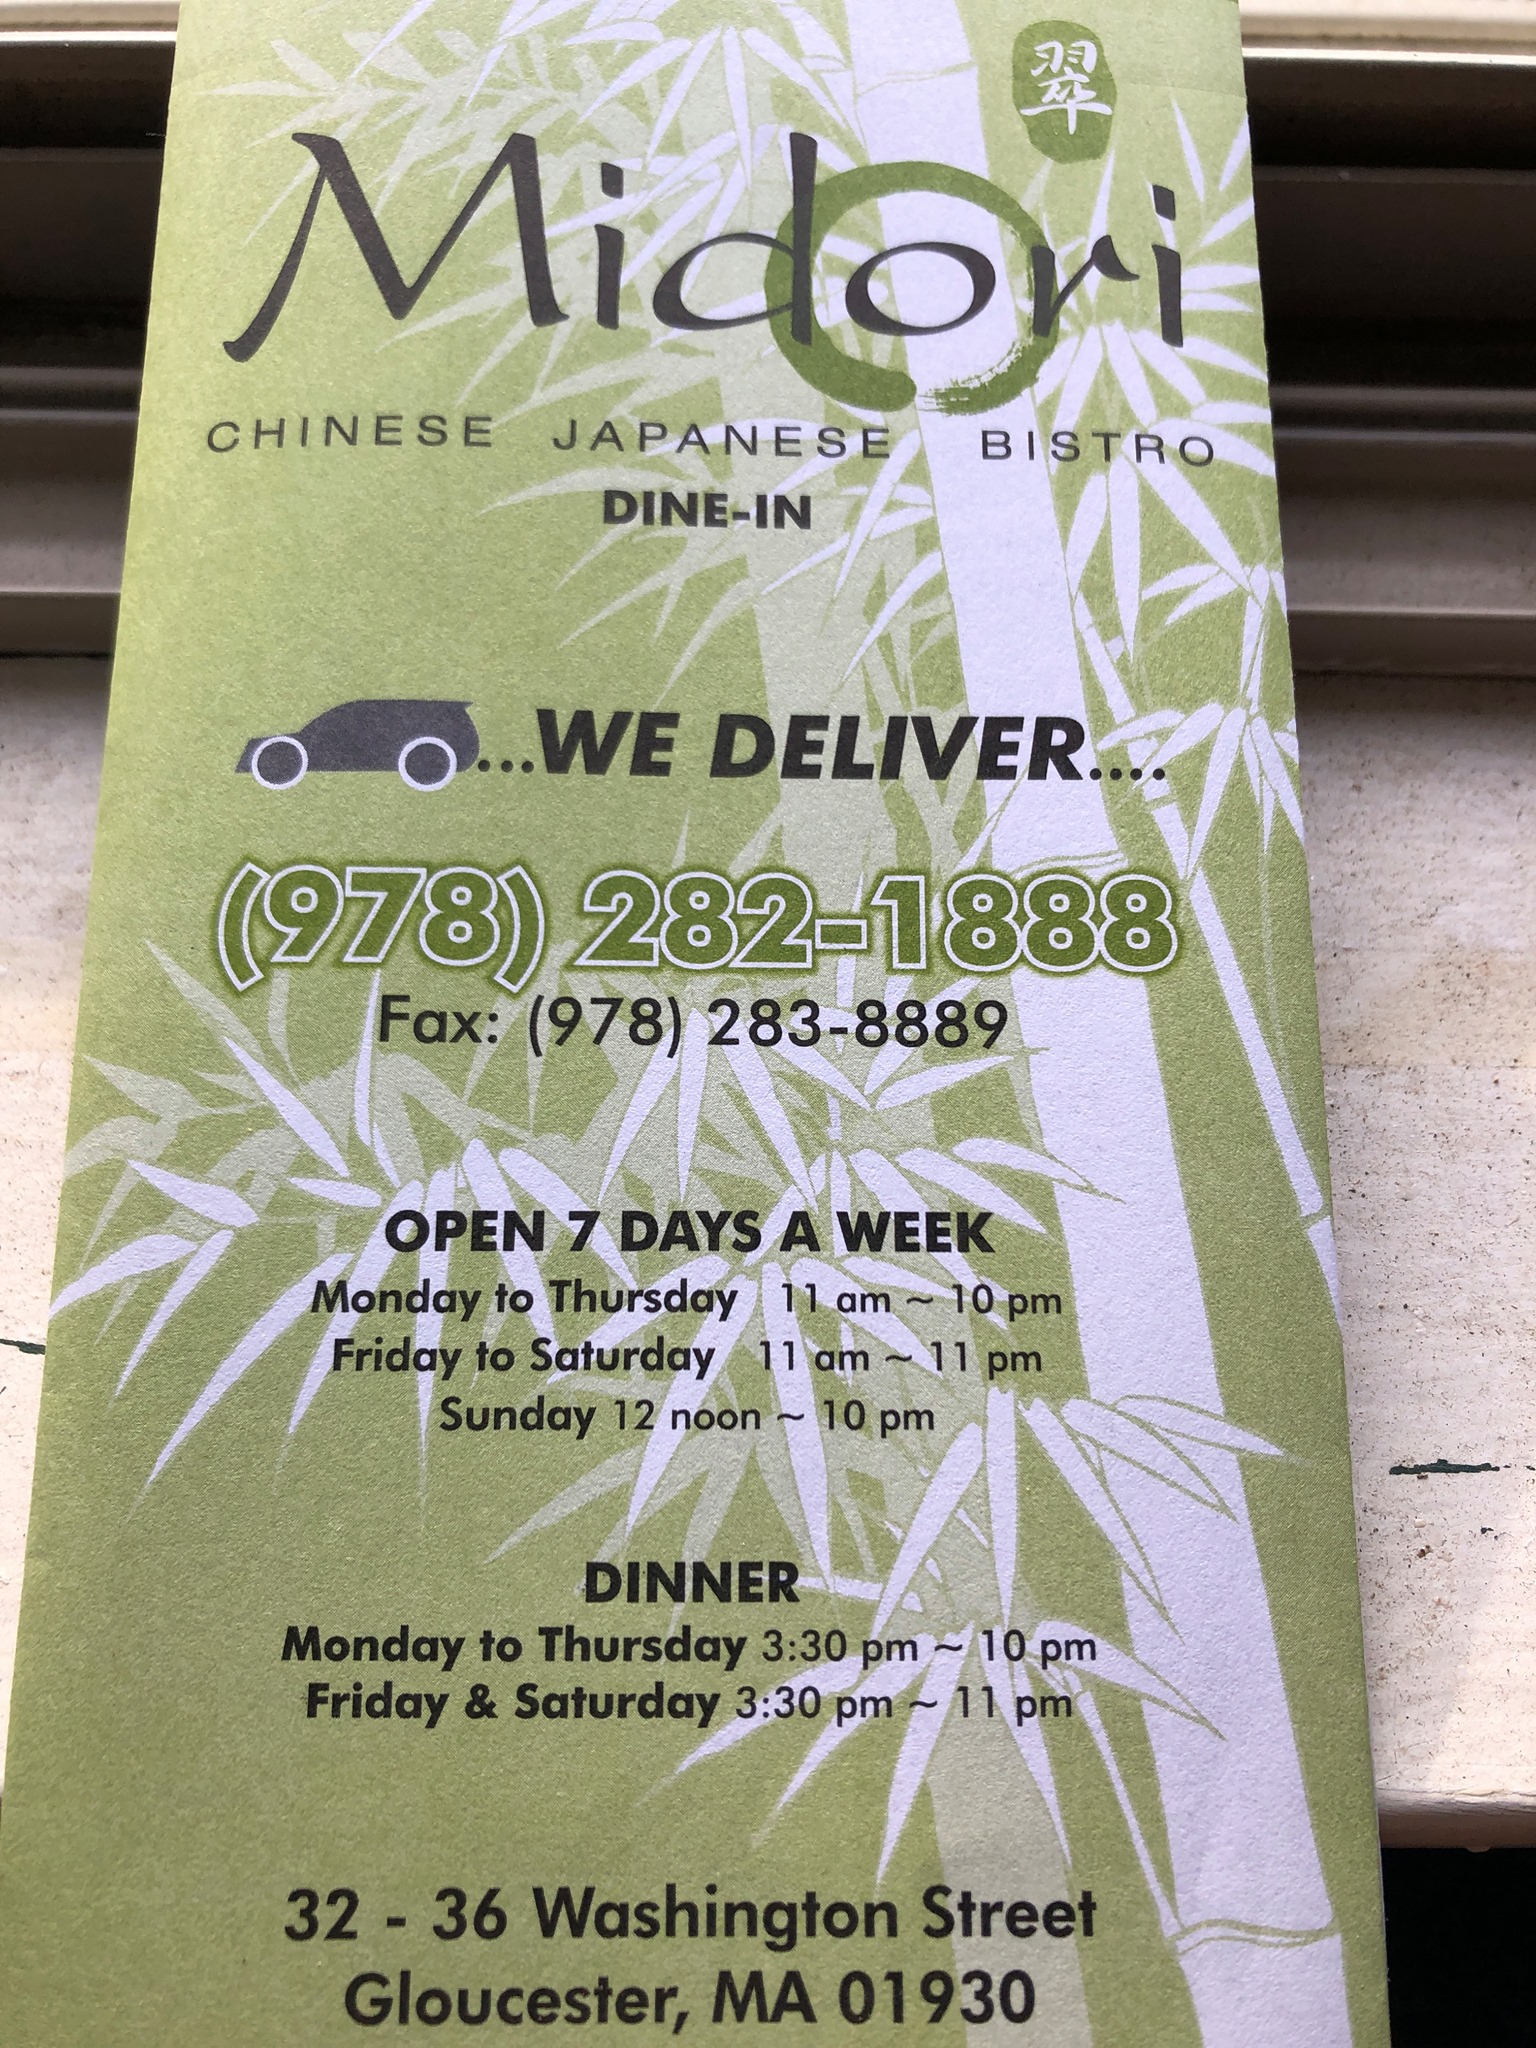 翠
Midori
CHINESE JAPANESE BISTRO
DINE-IN
...WE DELIVER....
(978) 282-1888
Fax: (978) 283-8889
OPEN 7 DAYS A WEEK
Monday to Thursday 11 am ~ 10 pm
Friday to Saturday 11 am ~ 11 pm
Sunday 12 noon ~ 10 pm
DINNER
Monday to Thursday 3:30 pm ~ 10 pm
Friday & Saturday 3:30 pm ~ 11 pm
32 - 36 Washington Street
Gloucester, MA 01930